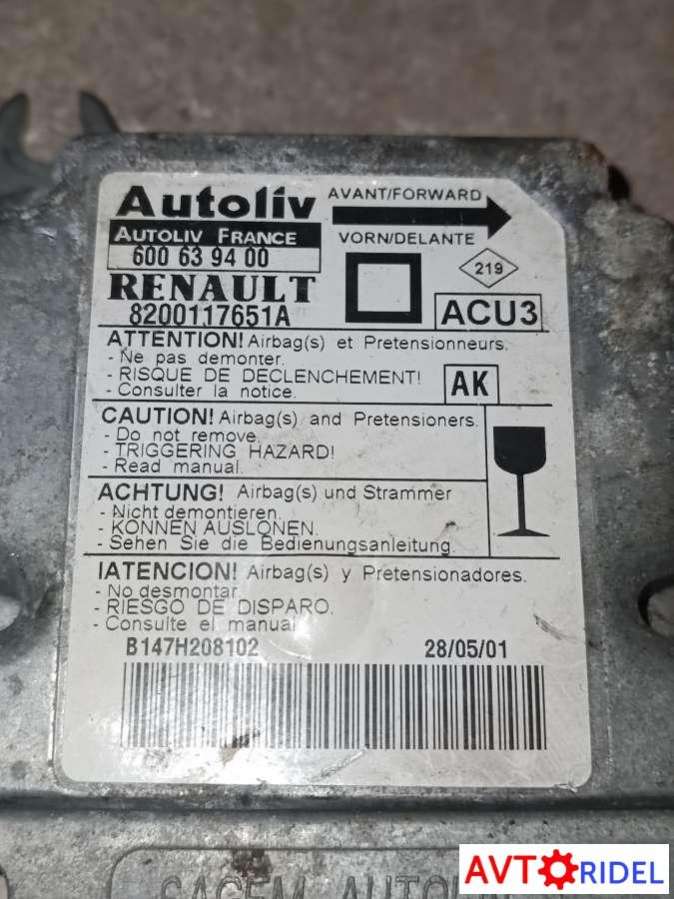 Autoliv
AVANT/FORWARD
AUTOLIV FRANCE
VORN/DELANTE
600 63 94 00
219
RENAULT
8200117651A
ACU3
ATTENTION! Airbag(s) et Pretensionneurs.
- Ne pas demonter.
- RISQUE DE DECLENCHEMENT!
- Consulter la notice.
AK
CAUTION! Airbag(s) and Pretensioners.
- Do not remove.
- TRIGGERING HAZARD!
- Read manual.
ACHTUNG! Airbag(s) und Strammer
- Nicht demontieren.
- KONNEN AUSLONEN.
- Sehen Sie die Bedienungsanleitung
IATENCION! Airbag(s) y Pretensionadores.
- No desmontar.
- RIESGO DE DISPARO.
- Consulte el manual
B147H208102
28/05/01
SAGEM AUTOLIV
AVTORIDEL